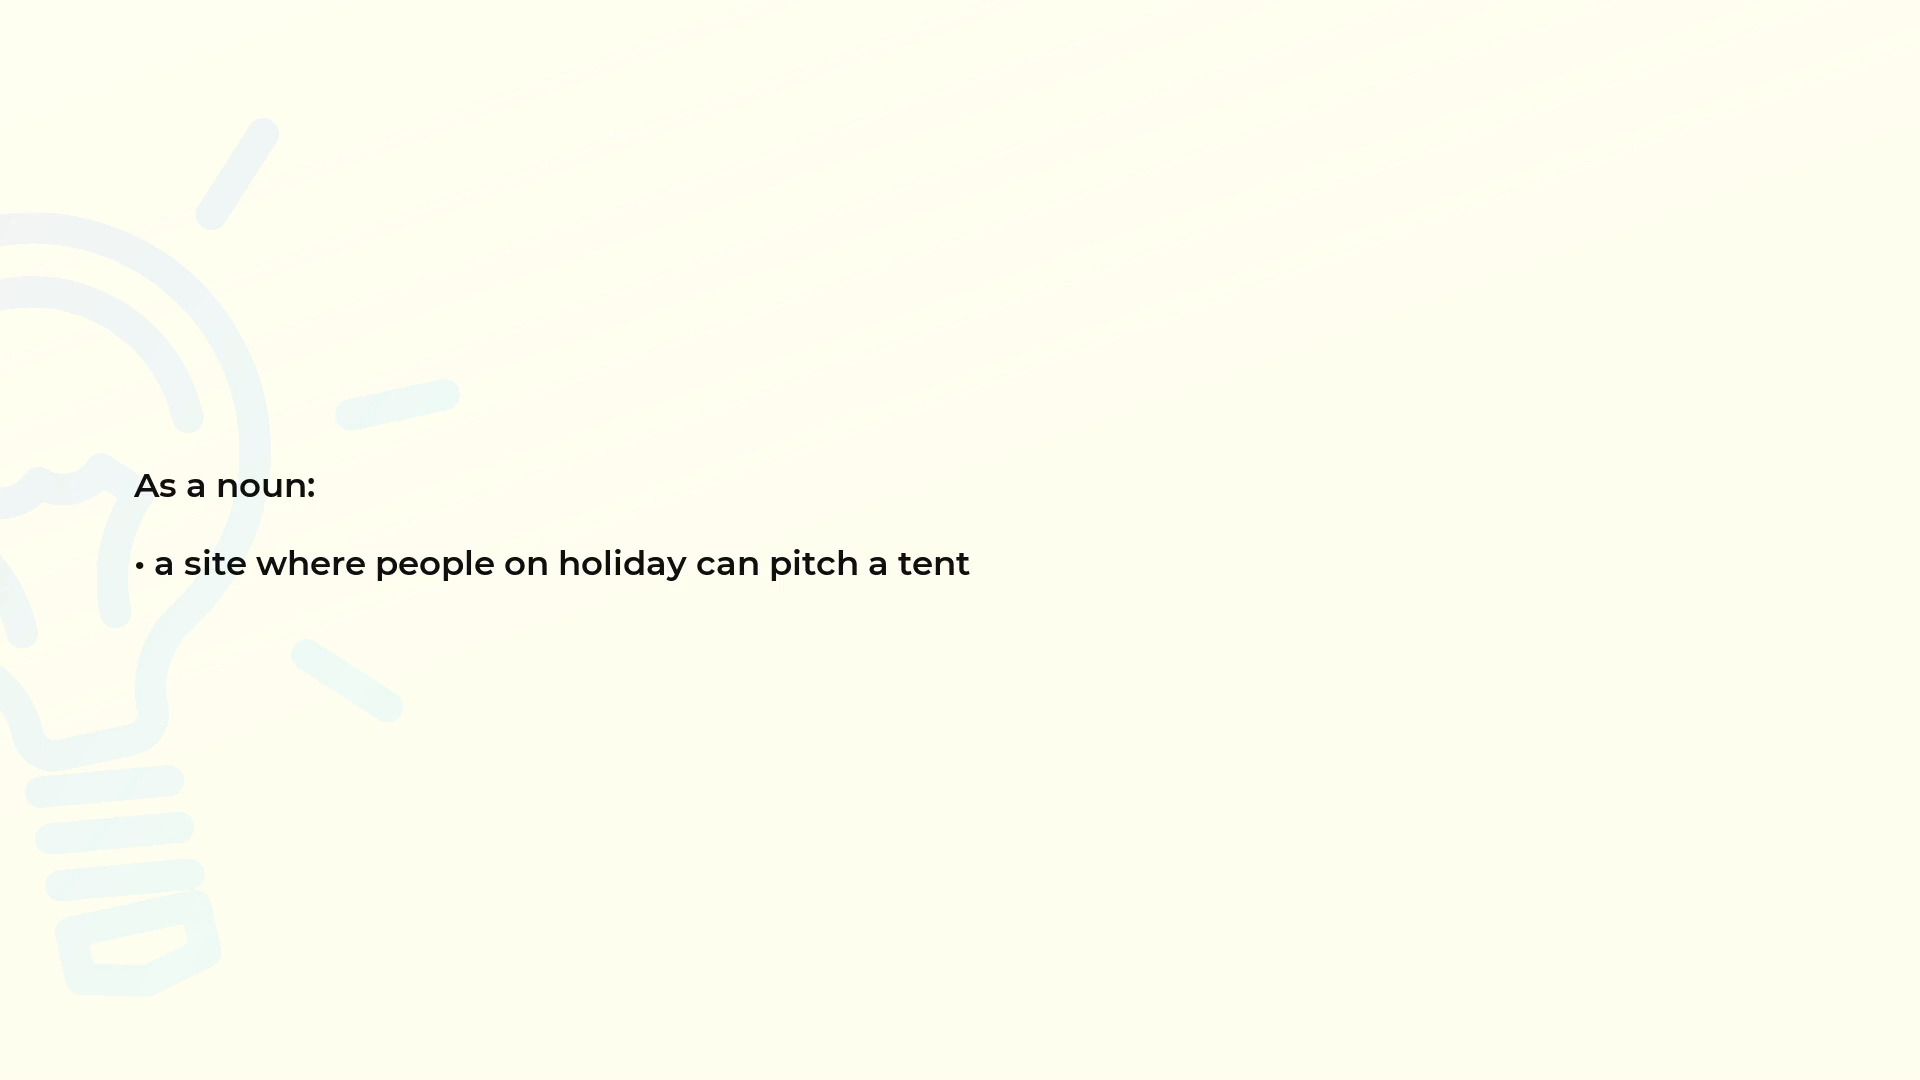 As a noun:
• a site where people on holiday can pitch a tent